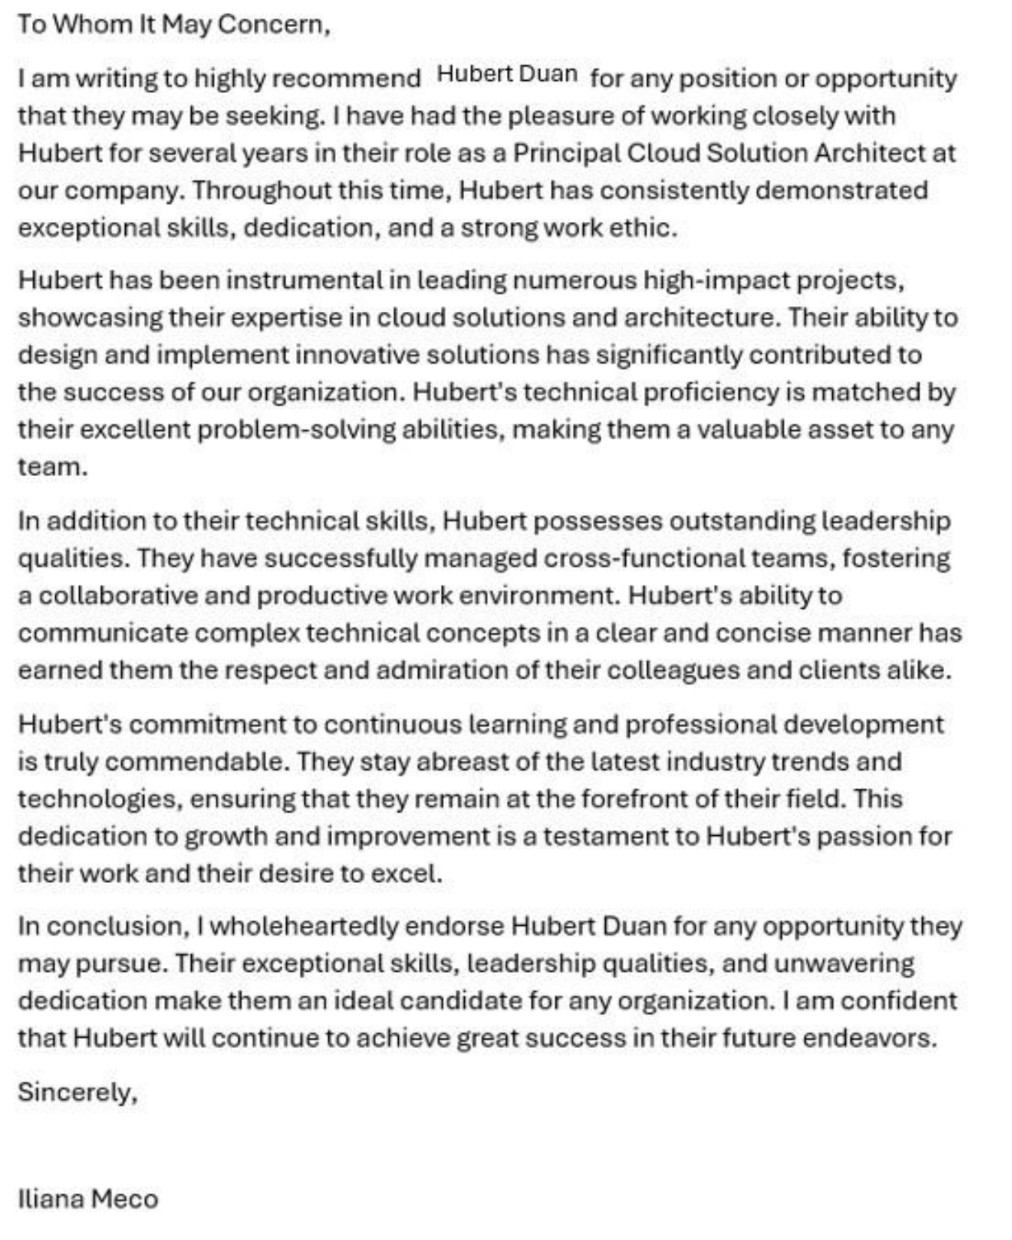 To Whom It May Concern,
I am writing to highly recommend Hubert Duan for any position or opportunity
that they may be seeking. I have had the pleasure of working closely with
Hubert for several years in their role as a Principal Cloud Solution Architect at
our company. Throughout this time, Hubert has consistently demonstrated
exceptional skills, dedication, and a strong work ethic.
Hubert has been instrumental in leading numerous high-impact projects,
showcasing their expertise in cloud solutions and architecture. Their ability to
design and implement innovative solutions has significantly contributed to
the success of our organization. Hubert's technical proficiency is matched by
their excellent problem-solving abilities, making them a valuable asset to any
team.
In addition to their technical skills, Hubert possesses outstanding leadership
qualities. They have successfully managed cross-functional teams, fostering
a collaborative and productive work environment. Hubert's ability to
communicate complex technical concepts in a clear and concise manner has
earned them the respect and admiration of their colleagues and clients alike.
Hubert's commitment to continuous learning and professional development
is truly commendable. They stay abreast of the latest industry trends and
technologies, ensuring that they remain at the forefront of their field. This
dedication to growth and improvement is a testament to Hubert's passion for
their work and their desire to excel.
In conclusion, I wholeheartedly endorse Hubert Duan for any opportunity they
may pursue. Their exceptional skills, leadership qualities, and unwavering
dedication make them an ideal candidate for any organization. I am confident
that Hubert will continue to achieve great success in their future endeavors.
Sincerely,
Iliana Meco